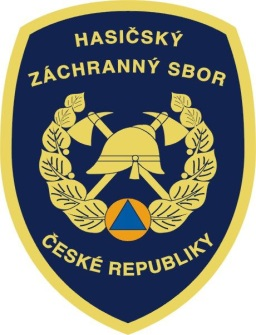 HASIČSKÝ
ZÁCHRANNÝ SBOR
ČESKÉ REPUBLIKY